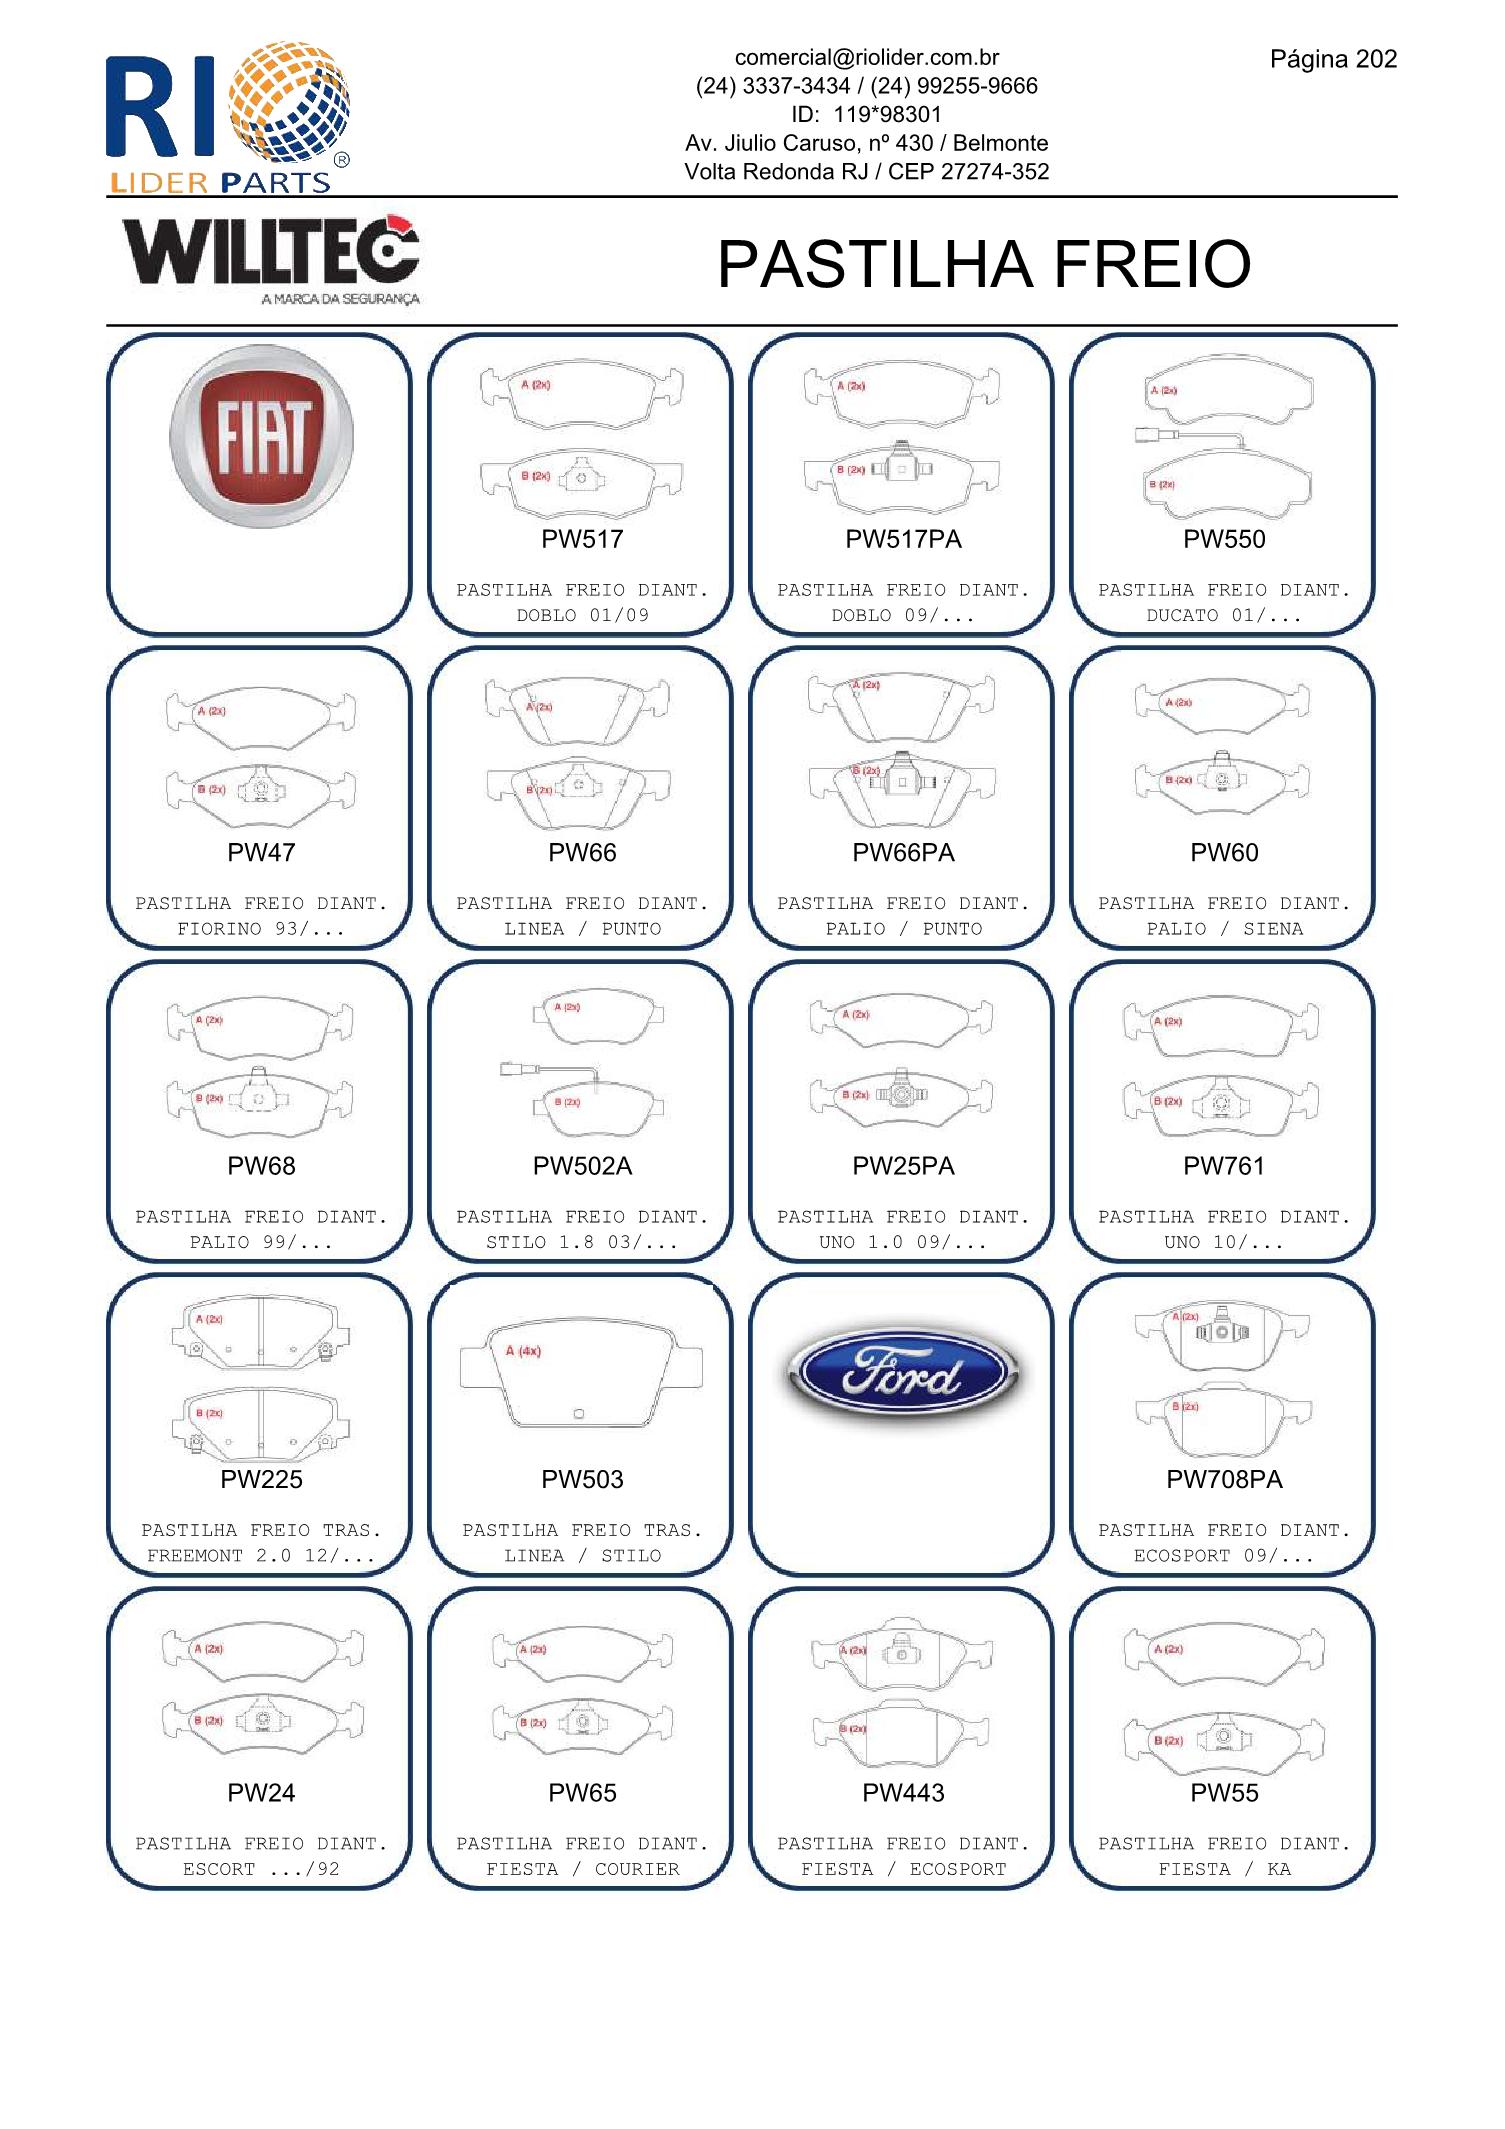 RIO
®
LIDER PARTS
comercial@riolider.com.br
(24) 3337-3434 / (24) 99255-9666
ID: 119*98301
Av. Jiulio Caruso, nº 430 / Belmonte
Volta Redonda RJ / CEP 27274-352
Página 202
WILLTEC
A MARCA DA SEGURANÇA
PASTILHA FREIO
FIAT
A (2x)
B (2x)
PW517
PASTILHA FREIO DIANT.
DOBLO 01/09
A (2x)
B (2x)
PW517PA
PASTILHA FREIO DIANT.
DOBLO 09/...
A (2x)
B (2x)
PW550
PASTILHA FREIO DIANT.
DUCATO 01/...
A (2x)
B (2x)
PW47
PASTILHA FREIO DIANT.
FIORINO 93/...
A (2x)
B (2x)
PW66
PASTILHA FREIO DIANT.
LINEA / PUNTO
A (2x)
B (2x)
PW66PA
PASTILHA FREIO DIANT.
PALIO / PUNTO
A (2x)
B (2x)
PW60
PASTILHA FREIO DIANT.
PALIO / SIENA
A (2x)
B (2x)
PW68
PASTILHA FREIO DIANT.
PALIO 99/...
A (2x)
B (2x)
PW502A
PASTILHA FREIO DIANT.
STILO 1.8 03/...
A (2x)
B (2x)
PW25PA
PASTILHA FREIO DIANT.
UNO 1.0 09/...
A (2x)
B (2x)
PW761
PASTILHA FREIO DIANT.
UNO 10/...
A (2x)
B (2x)
PW225
PASTILHA FREIO TRAS.
FREEMONT 2.0 12/...
A (4x)
PW503
PASTILHA FREIO TRAS.
LINEA / STILO
Ford
A (2x)
B (2x)
PW708PA
PASTILHA FREIO DIANT.
ECOSPORT 09/...
A (2x)
B (2x)
PW24
PASTILHA FREIO DIANT.
ESCORT .../92
A (2x)
B (2x)
PW65
PASTILHA FREIO DIANT.
FIESTA / COURIER
A (2x)
B (2x)
PW443
PASTILHA FREIO DIANT.
FIESTA / ECOSPORT
A (2x)
B (2x)
PW55
PASTILHA FREIO DIANT.
FIESTA / KA